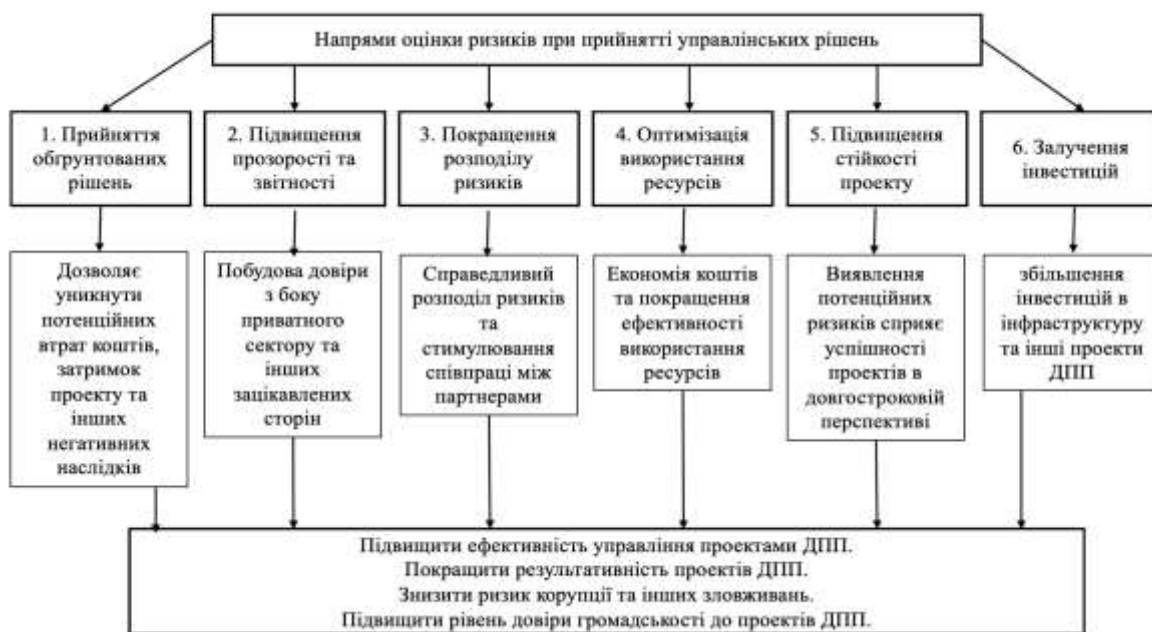 Напрями оцінки ризиків при прийнятті управлінських рішень
1. Прийняття
обґрунтованих
рішень
2. Підвищення
прозорості та
звітності
3. Покращення
розподілу
ризиків
4. Оптимізація
використання
ресурсів
5. Підвищення
стійкості
проекту
6. Залучення
інвестицій
Дозволяє
уникнути
потенційних
втрат коштів,
затримок
проекту та
інших
негативних
наслідків
Побудова довіри
з боку
приватного
сектору та
інших
зацікавлених
сторін
Справедливий
розподіл ризиків
та
стимулювання
співпраці між
партнерами
Економія коштів
та покращення
ефективності
використання
ресурсів
Виявлення
потенційних
ризиків сприяє
успішності
проектів в
довгостроковій
перспективі
збільшення
інвестицій в
інфраструктуру
та інші проекти
ДПП
Підвищити ефективність управління проектами ДПП.
Покращити результативність проектів ДПП.
Знизити ризик корупції та інших зловживань.
Підвищити рівень довіри громадськості до проектів ДПП.